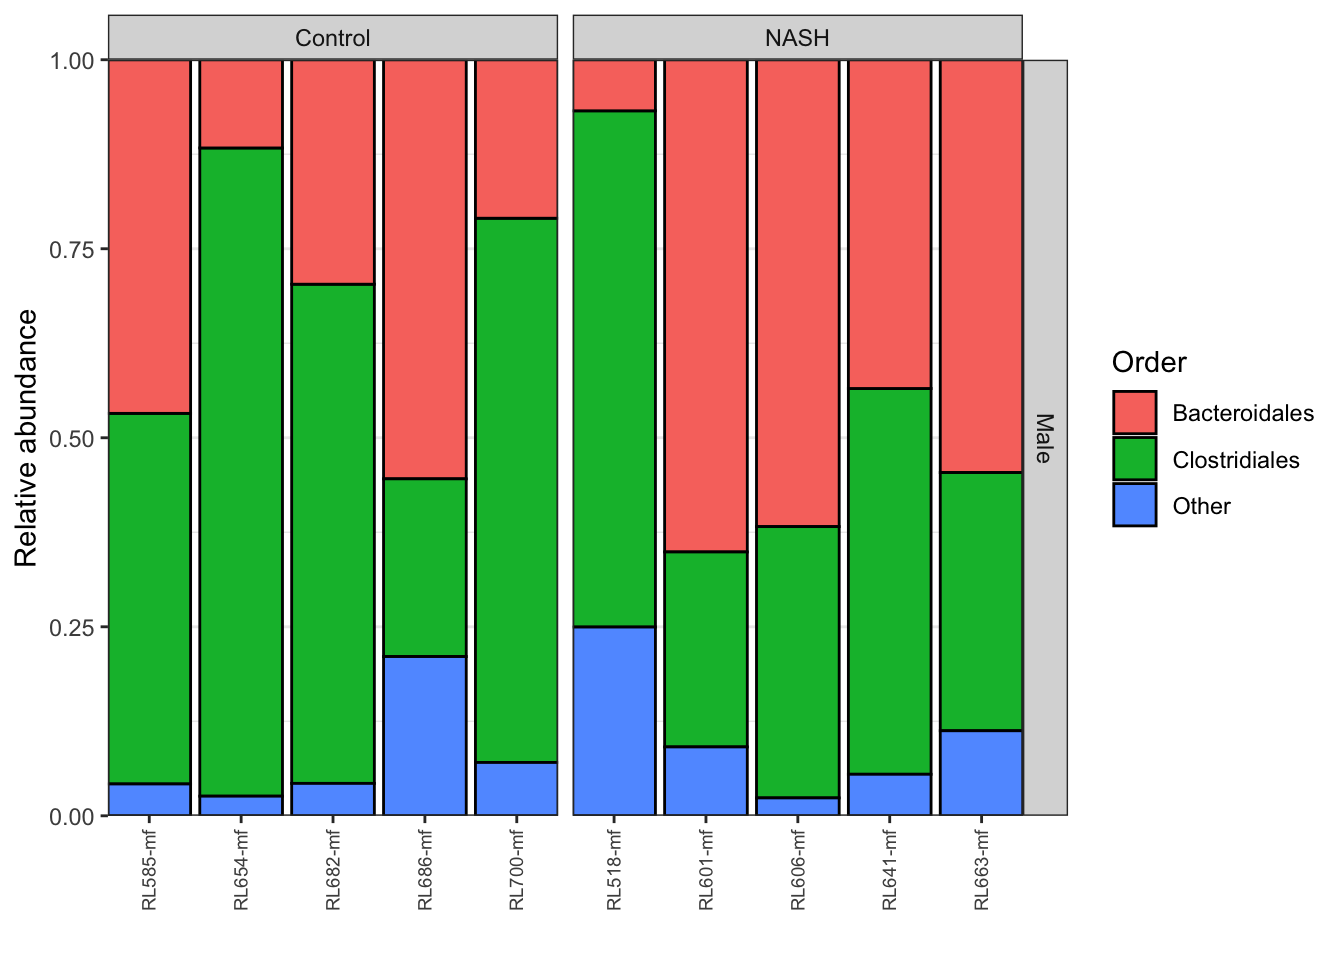 Control
NASH
1.00
0.75
0.50
0.25
0.00
Relative abundance
Male
RL585-mf
RL654-mf
RL682-mf
RL686-mf
RL700-mf
RL518-mf
RL601-mf
RL606-mf
RL641-mf
RL663-mf
Order
Bacteroidales
Clostridiales
Other